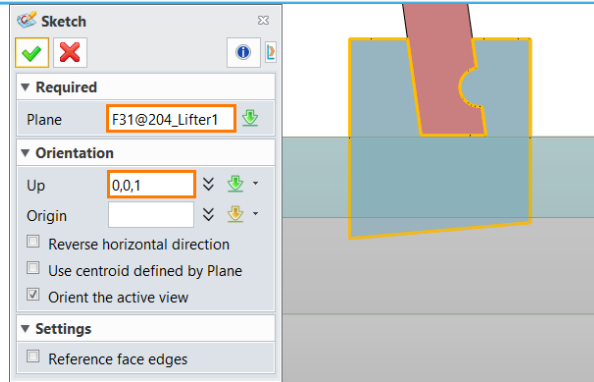 Sketch
▼ Required
Plane F31@204_Lifter1
▼ Orientation
Up 0,0,1
Origin
Reverse horizontal direction
Use centroid defined by Plane
Orient the active view
▼ Settings
Reference face edges